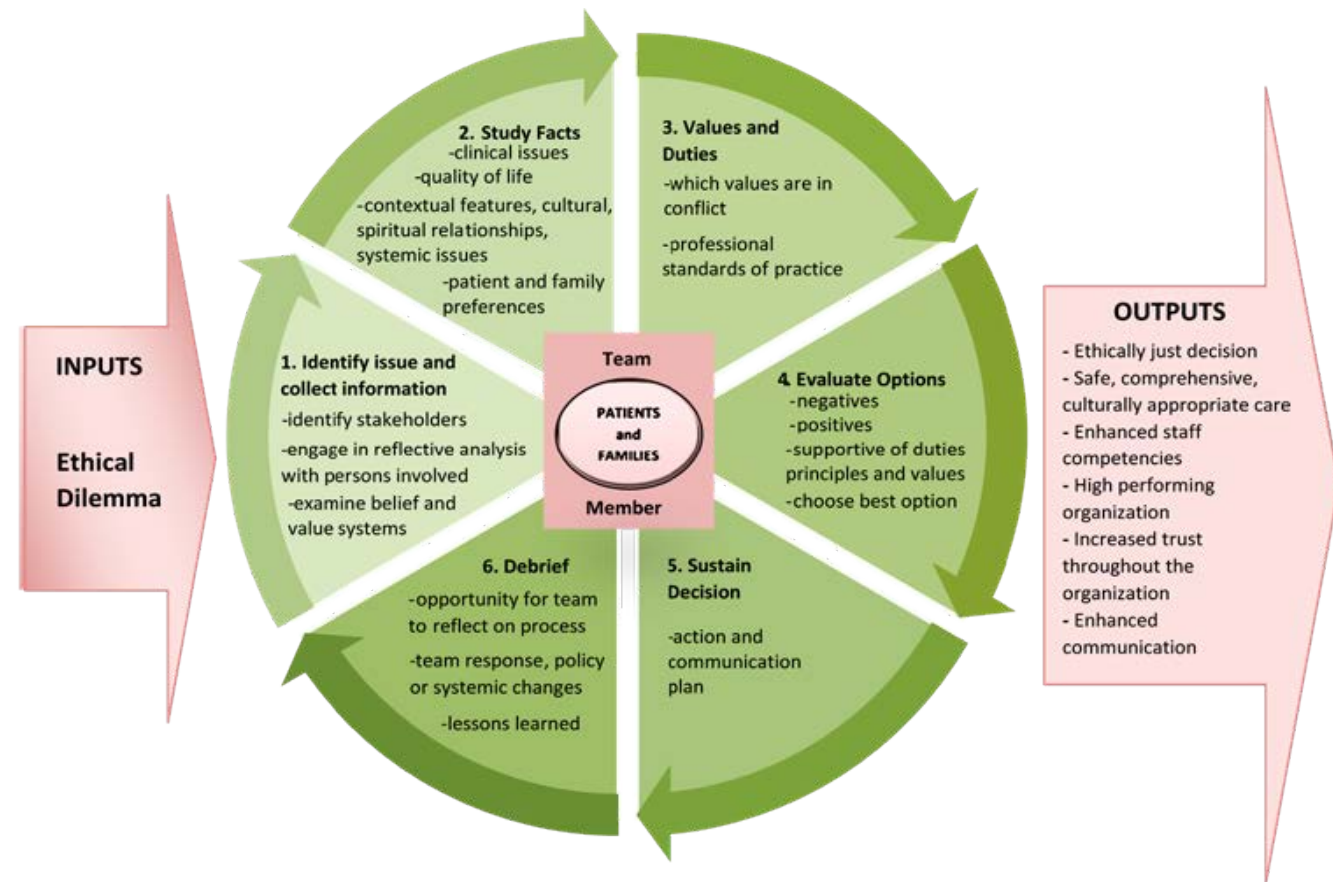 INPUTS
Ethical
Dilemma
1. Identify issue and
collect information
-identify stakeholders
-engage in reflective analysis
with persons involved
-examine belief and
value systems
2. Study Facts
-clinical issues
-quality of life
-contextual features, cultural,
spiritual relationships,
systemic issues
-patient and family
preferences
3. Values and
Duties
-which values are in
conflict
-professional
standards of practice
4. Evaluate Options
-negatives
-positives
-supportive of duties
principles and values
-choose best option
5. Sustain
Decision
-action and
communication
plan
6. Debrief
-opportunity for team
to reflect on process
-team response, policy
or systemic changes
-lessons learned
Team
PATIENTS
and
FAMILIES
Member
OUTPUTS
- Ethically just decision
- Safe, comprehensive,
culturally appropriate care
- Enhanced staff
competencies
- High performing
organization
- Increased trust
throughout the
organization
- Enhanced
communication